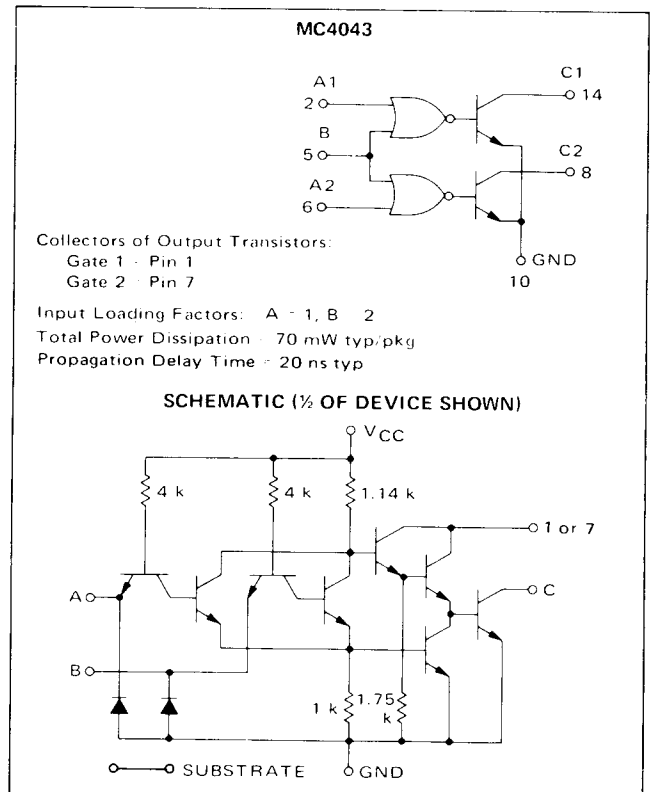 MC4043
A1
2
B
5
A2
6
C1
14
C2
8
GND
10
Collectors of Output Transistors:
Gate 1 - Pin 1
Gate 2 - Pin 7
Input Loading Factors: A = 1, B = 2
Total Power Dissipation = 70 mW typ/pkg
Propagation Delay Time = 20 ns typ
SCHEMATIC (½ OF DEVICE SHOWN)
VCC
4 k
4 k
1.14 k
1 or 7
A
C
B
1 k
1.75 k
SUBSTRATE
GND